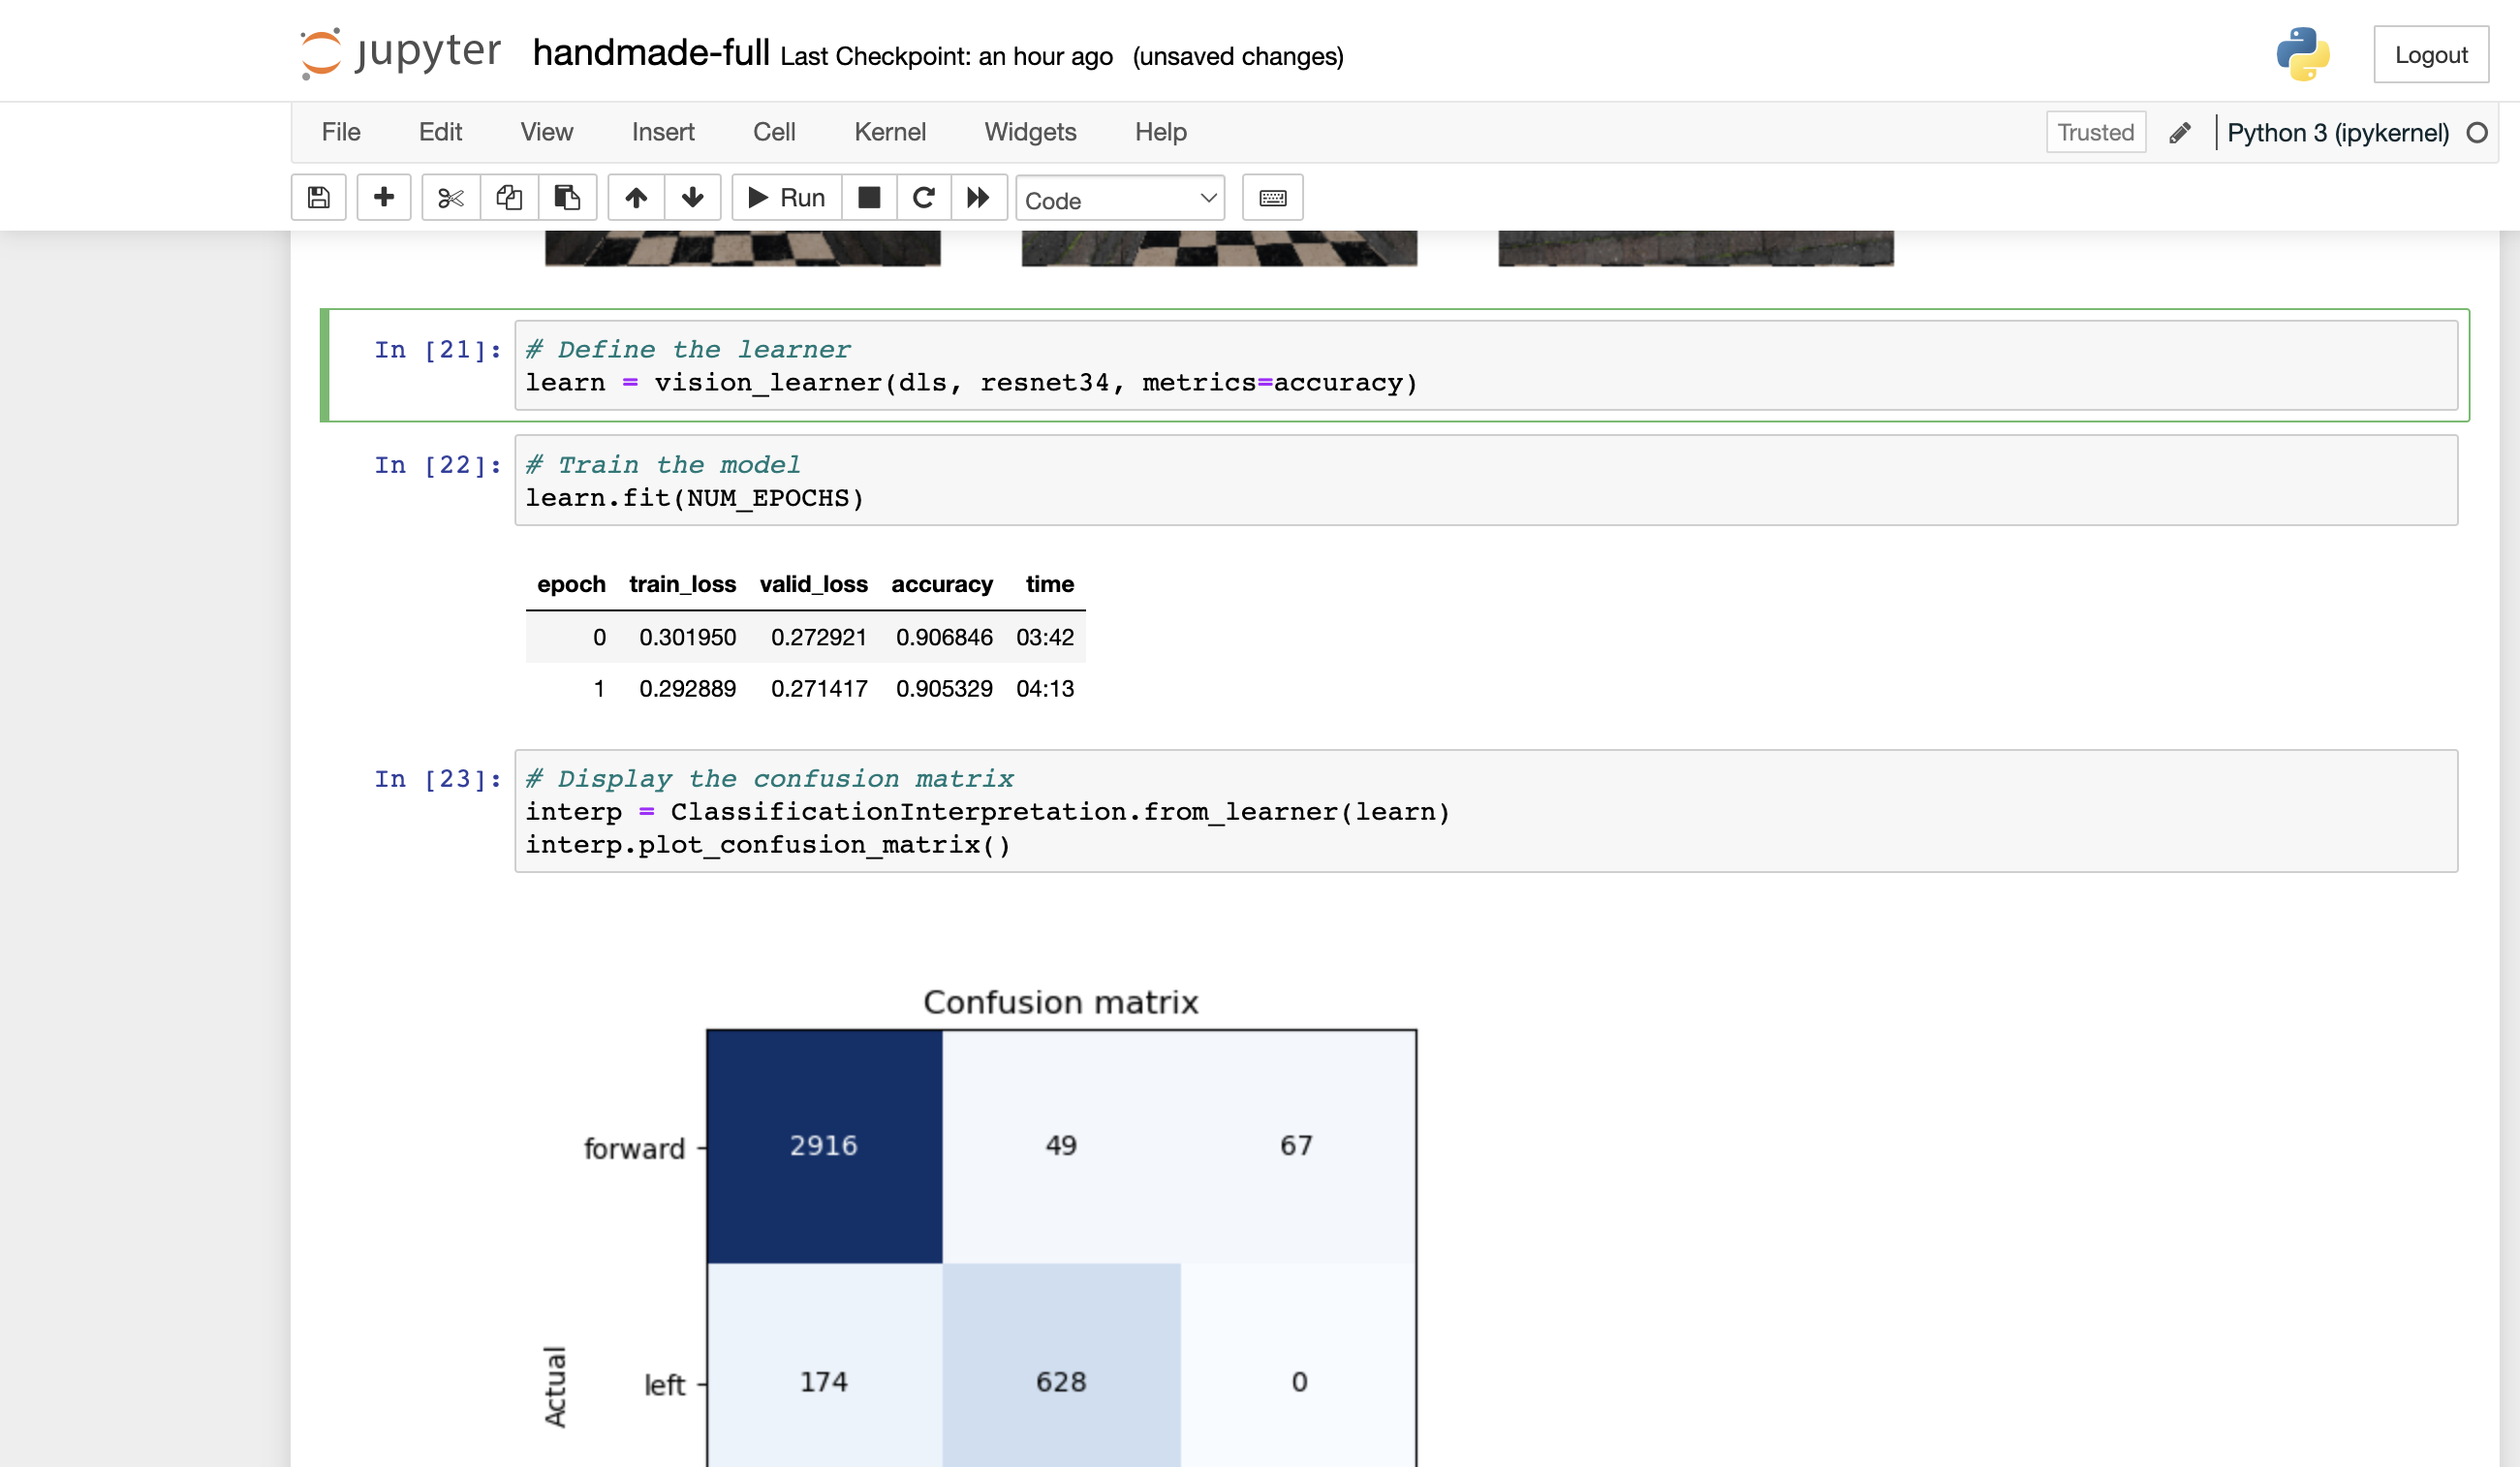 jupyter handmade-full Last Checkpoint: an hour ago (unsaved changes) Logout
File Edit View Insert Cell Kernel Widgets Help Trusted Python 3 (ipykernel)
Run Code
In [21]: # Define the learner
learn = vision_learner(dls, resnet34, metrics=accuracy)
In [22]: # Train the model
learn.fit(NUM_EPOCHS)
epoch train_loss valid_loss accuracy time
0 0.301950 0.272921 0.906846 03:42
1 0.292889 0.271417 0.905329 04:13
In [23]: # Display the confusion matrix
interp = ClassificationInterpretation.from_learner(learn)
interp.plot_confusion_matrix()
Confusion matrix
forward 2916 49 67
left 174 628 0
Actual